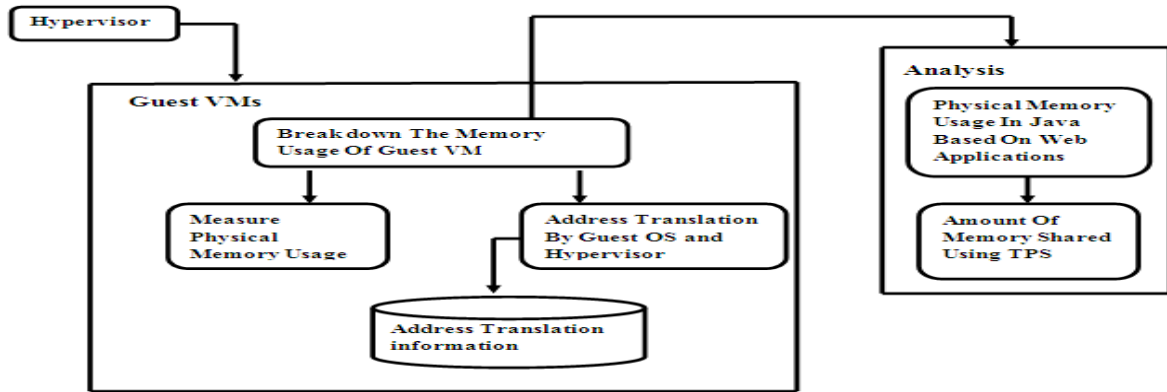 Hypervisor
Guest VMs
Breakdown The Memory
Usage Of Guest VM
Measure
Physical
Memory Usage
Address Translation
By Guest OS and
Hypervisor
Address Translation
information
Analysis
Physical Memory
Usage In Java
Based On Web
Applications
Amount Of
Memory Shared
Using TPS